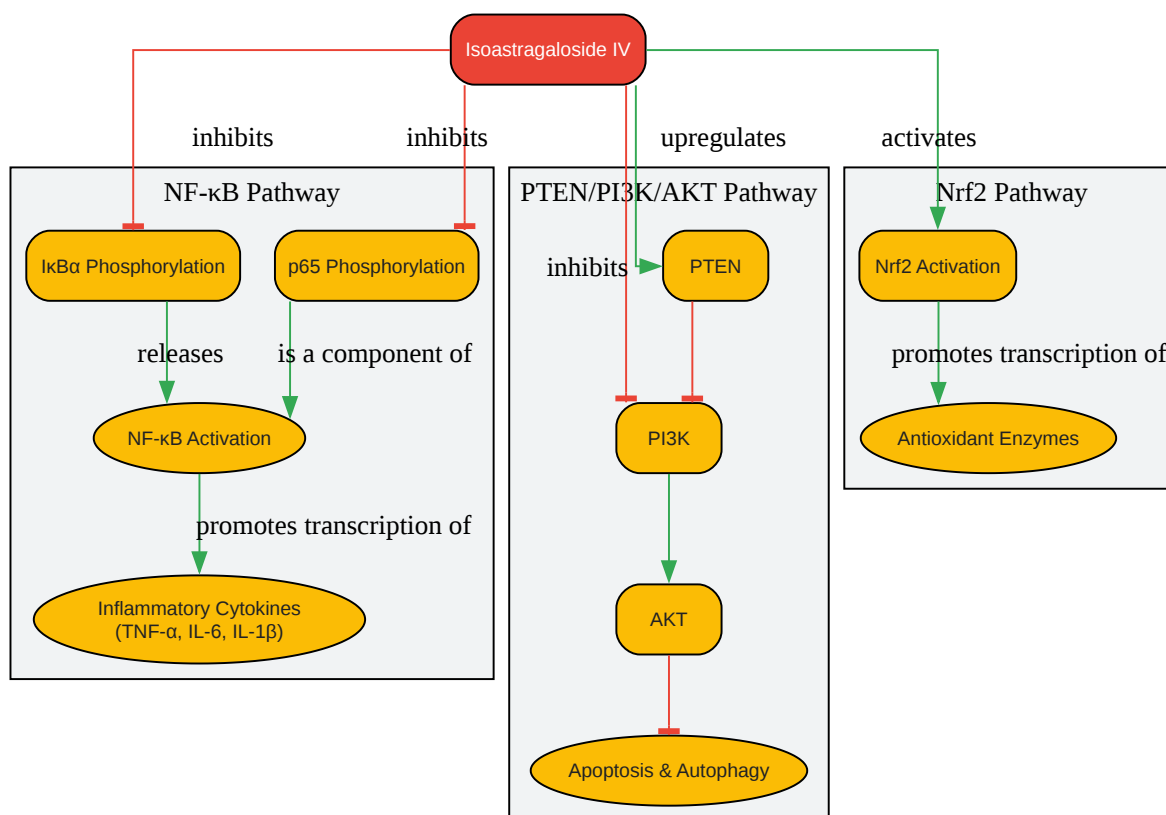 Isoastragaloside IV
inhibits
inhibits
upregulates
activates
NF-κB Pathway
IκBα Phosphorylation
p65 Phosphorylation
releases
is a component of
NF-κB Activation
promotes transcription of
Inflammatory Cytokines
(TNF-α, IL-6, IL-1β)
PTEN/PI3K/AKT Pathway
inhibits
PTEN
PI3K
AKT
Apoptosis & Autophagy
Nrf2 Pathway
Nrf2 Activation
promotes transcription of
Antioxidant Enzymes